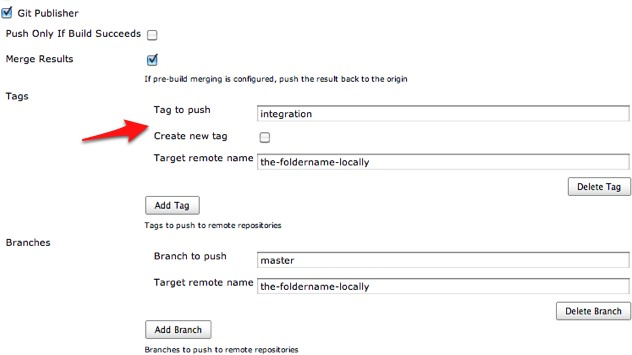 Git Publisher
Push Only If Build Succeeds
Merge Results
If pre-build merging is configured, push the result back to the origin
Tags
Tag to push integration
Create new tag
Target remote name the-foldername-locally
Delete Tag
Add Tag
Tags to push to remote repositories
Branches
Branch to push master
Target remote name the-foldername-locally
Delete Branch
Add Branch
Branches to push to remote repositories